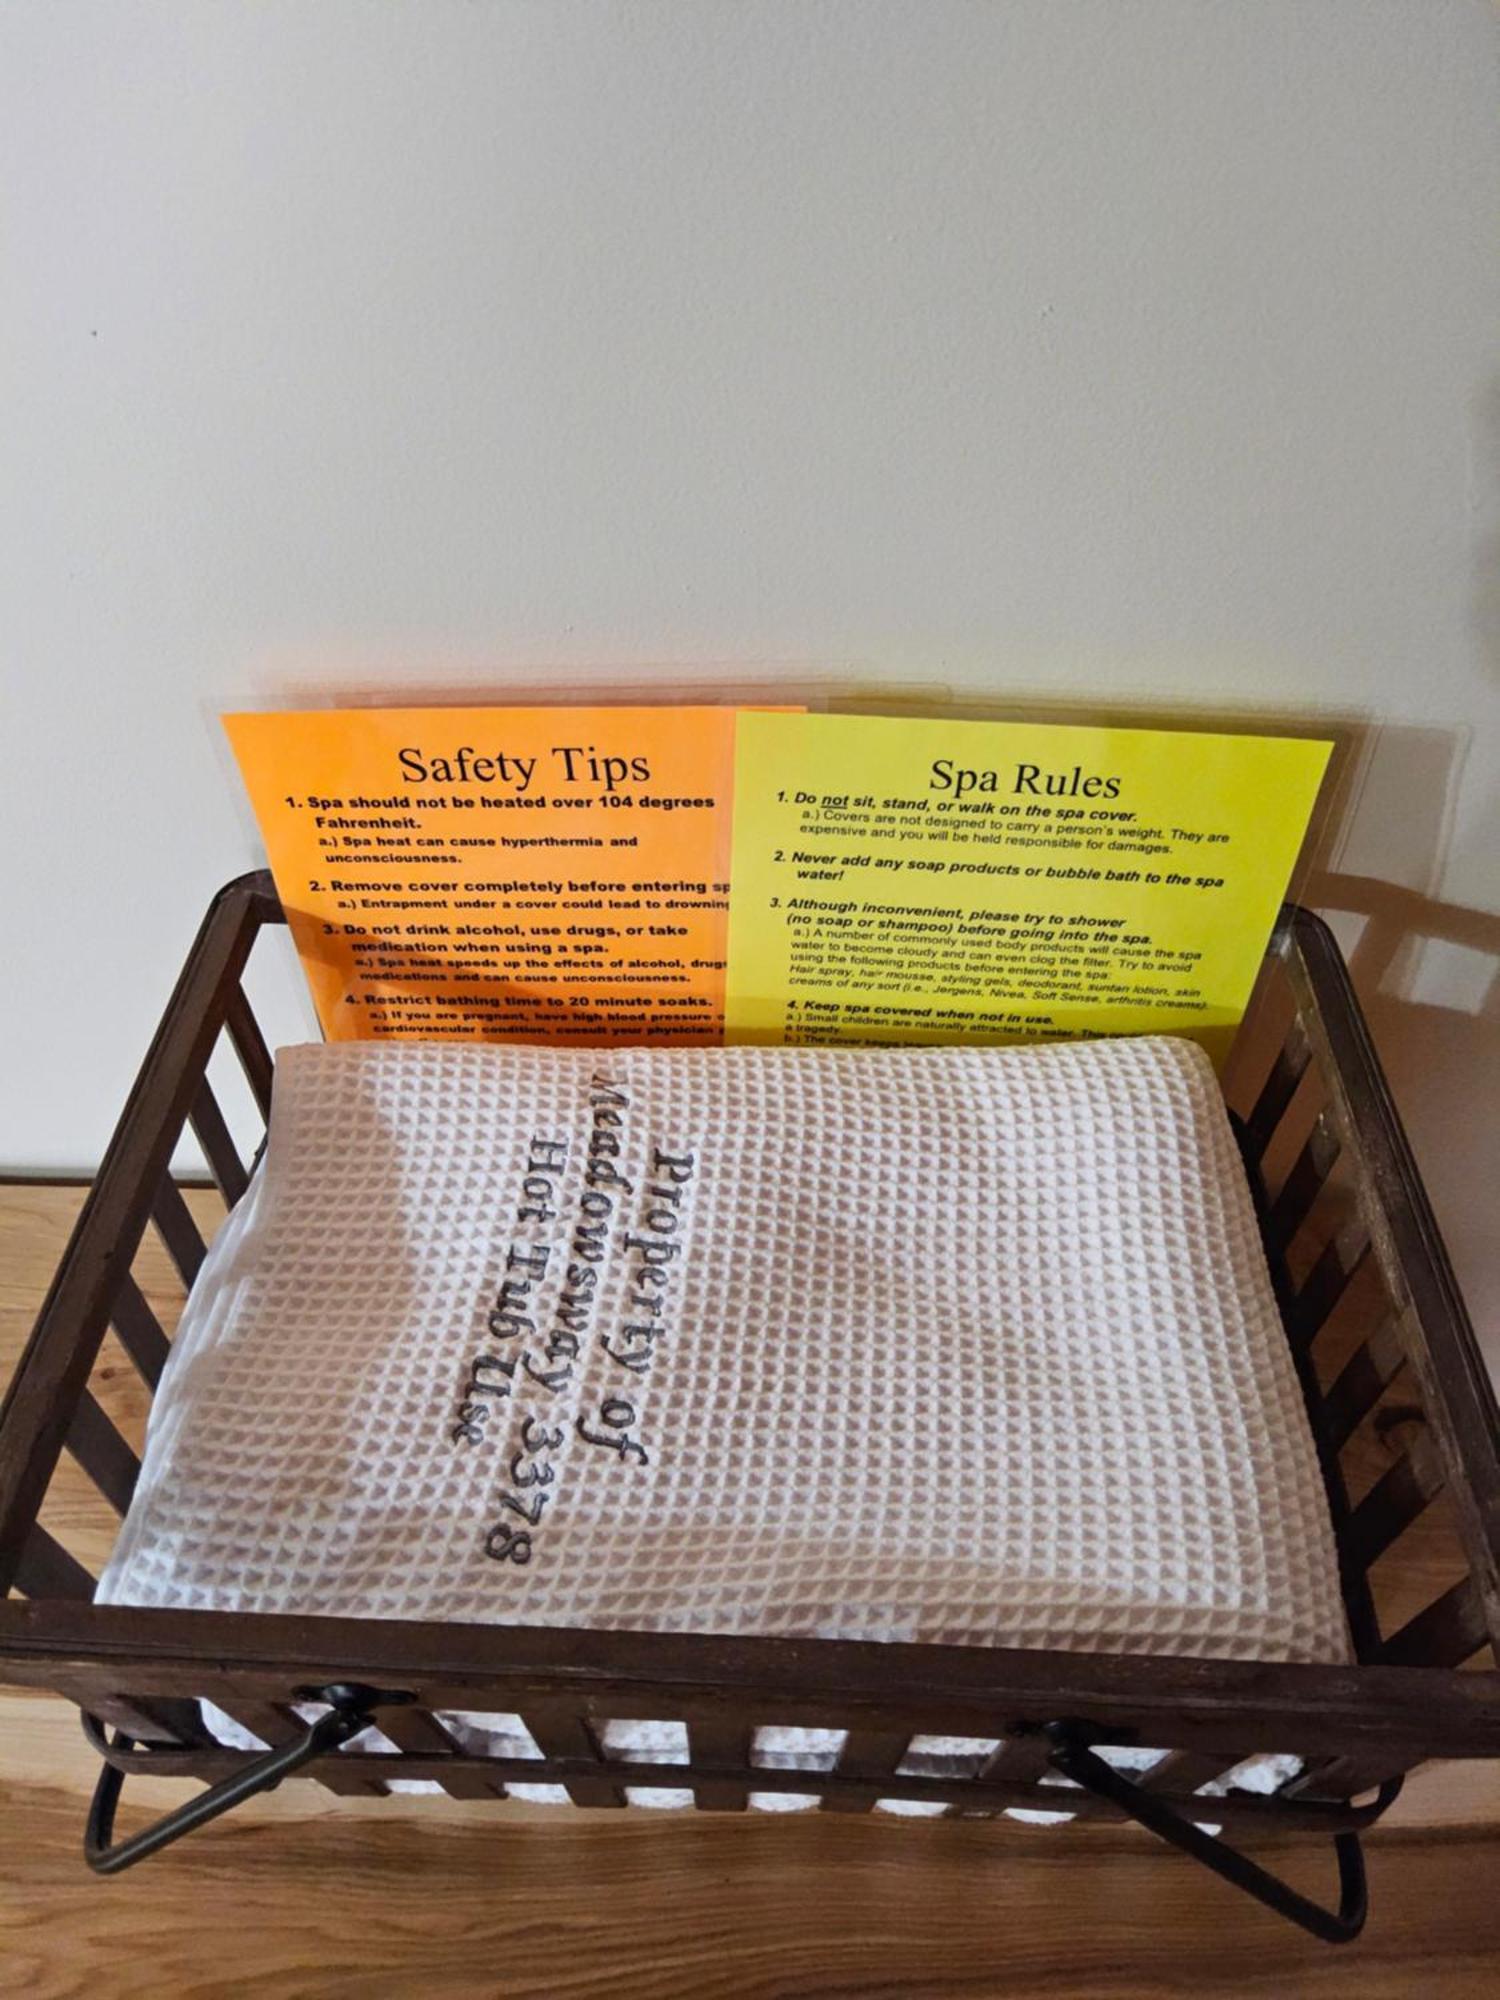 Safety Tips
1. Spa should not be heated over 104 degrees
Fahrenheit.
a.) Spa heat can cause hyperthermia and
unconsciousness.
2. Remove cover completely before entering sp
a.) Entrapment under a cover could lead to drowning
3. Do not drink alcohol, use drugs, or take
medication when using a spa.
a.) Spa heat speeds up the effects of alcohol, drugs
medications and can cause unconsciousness.
4. Restrict bathing time to 20 minute soaks.
a.) If you are pregnant, have high blood pressure o
cardiovascular condition, consult your physician p
Spa Rules
1. Do not sit, stand, or walk on the spa cover.
a.) Covers are not designed to carry a person's weight. They are
expensive and you will be held responsible for damages.
2. Never add any soap products or bubble bath to the spa
water!
3. Although inconvenient, please try to shower
(no soap or shampoo) before going into the spa.
a.) A number of commonly used body products will cause the spa
water to become cloudy and can even clog the filter. Try to avoid
using the following products before entering the spa:
Hair spray, hair mousse, styling gels, deodorant, suntan lotion, skin
creams of any sort (i.e., Jergens, Nivea, Soft Sense, arthritis creams).
4. Keep spa covered when not in use.
a.) Small children are naturally attracted to water. This
a tragedy.
b.) The cover keeps
Property of
Meadowsway 3378
Hot Tub Use